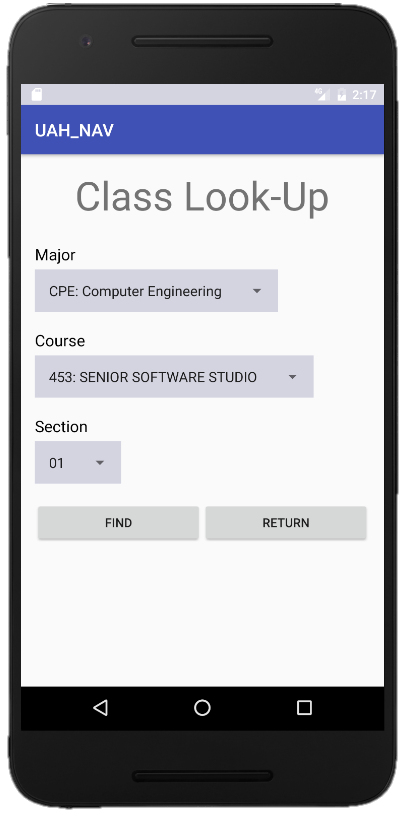 4G 2:17
UAH_NAV
Class Look-Up
Major
CPE: Computer Engineering
Course
453: SENIOR SOFTWARE STUDIO
Section
01
FIND RETURN